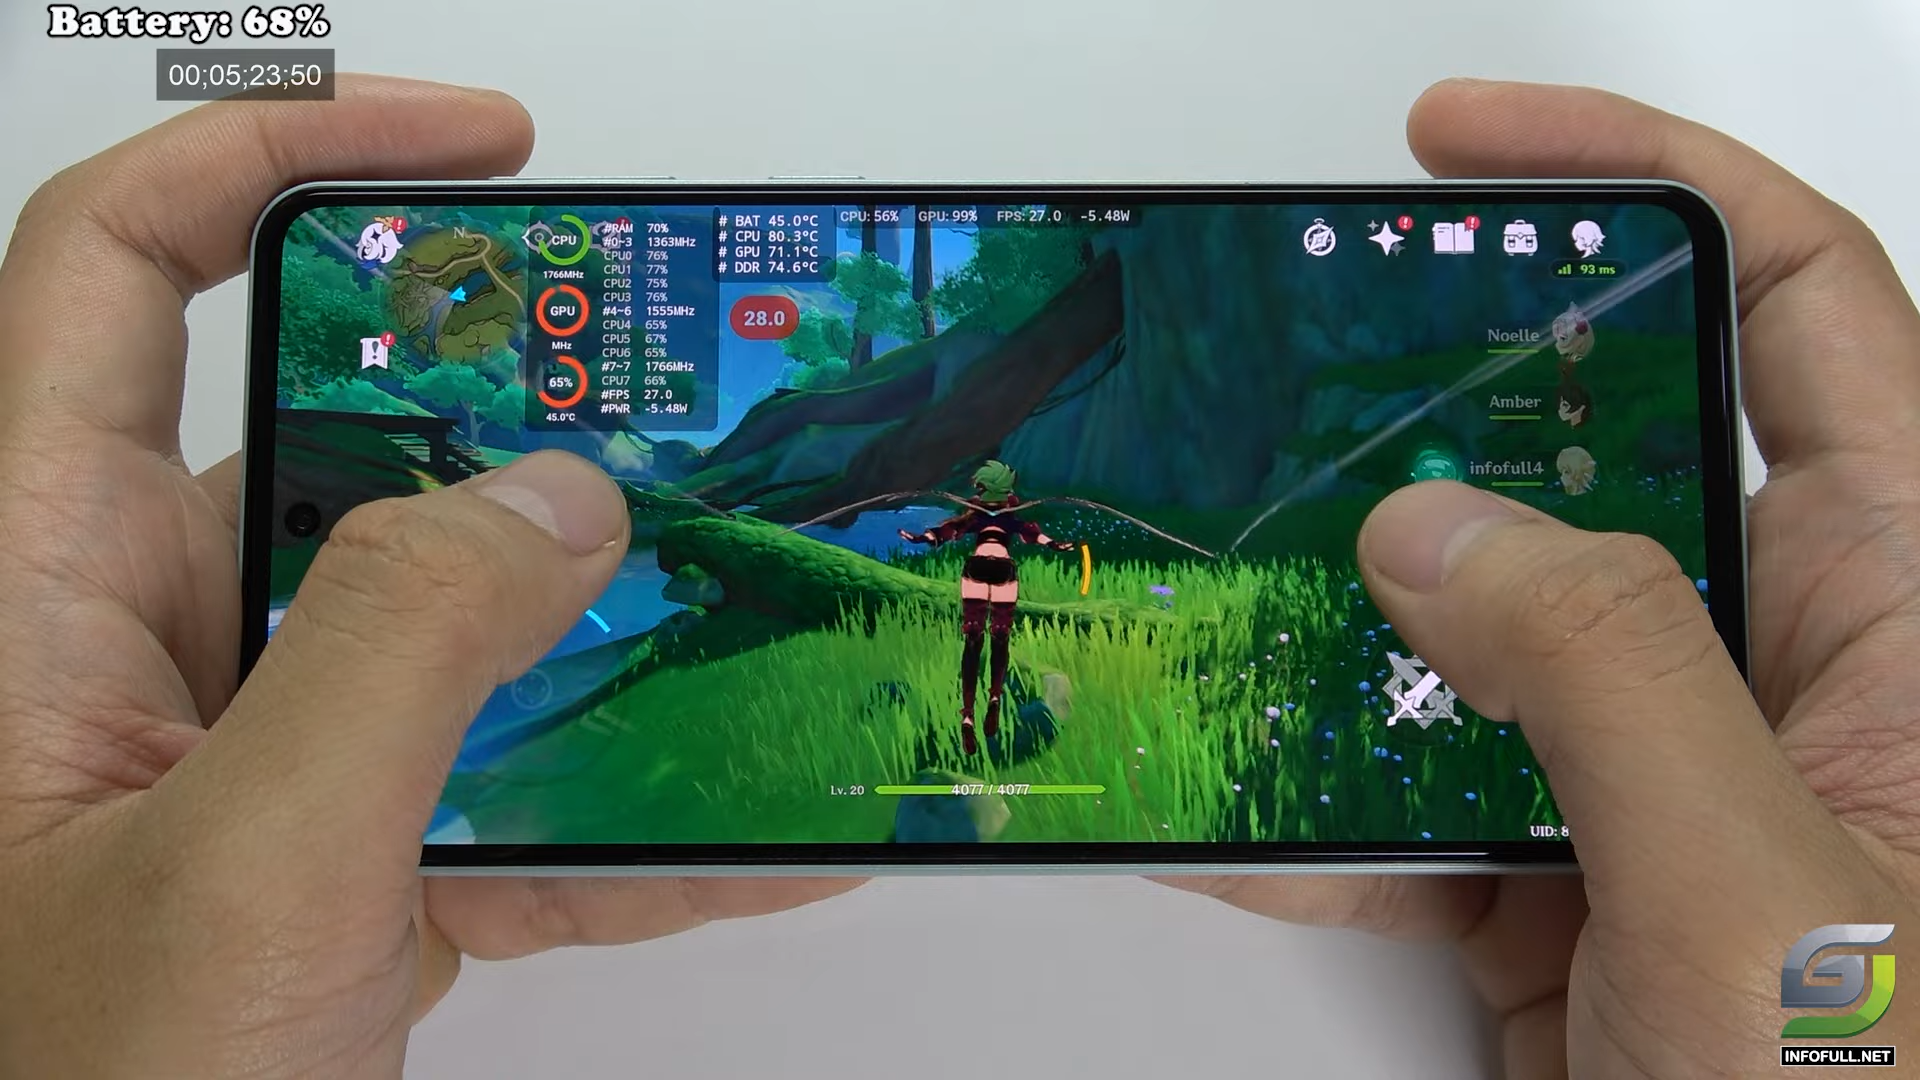 Battery: 68%
00;05;23;50
CPU: 56% GPU: 99% FPS: 27.0 -5.48W
# BAT 45.0°C
# CPU 80.3°C
# GPU 71.1°C
# DDR 74.6°C
N
CPU
1766MHz
GPU
MHz
65%
45.0°C
#RAM 70%
#0~3 1363MHz
CPU0 76%
CPU1 77%
CPU2 75%
CPU3 76%
#4~6 1555MHz
CPU4 65%
CPU5 67%
CPU6 65%
#7~7 1766MHz
CPU7 66%
#FPS 27.0
#PWR -5.48W
28.0
93 ms
Noelle
Amber
infofull4
Lv. 20 4077 / 4077
UID: 8
INFOFULL.NET